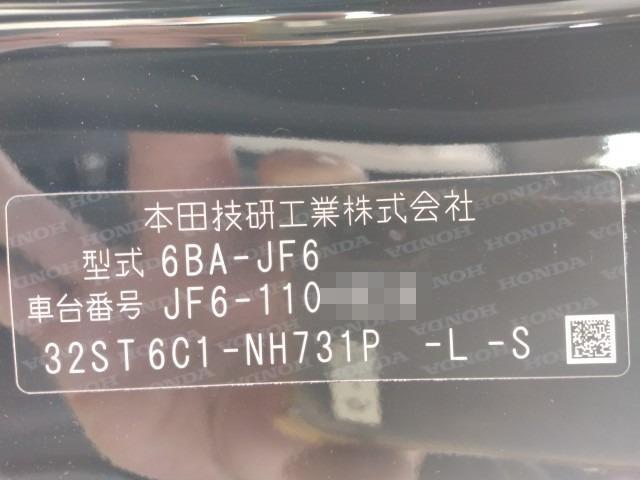 本田技研工業株式会社
型式 6BA-JF6
車台番号 JF6-110
32ST6C1-NH731P -L -S